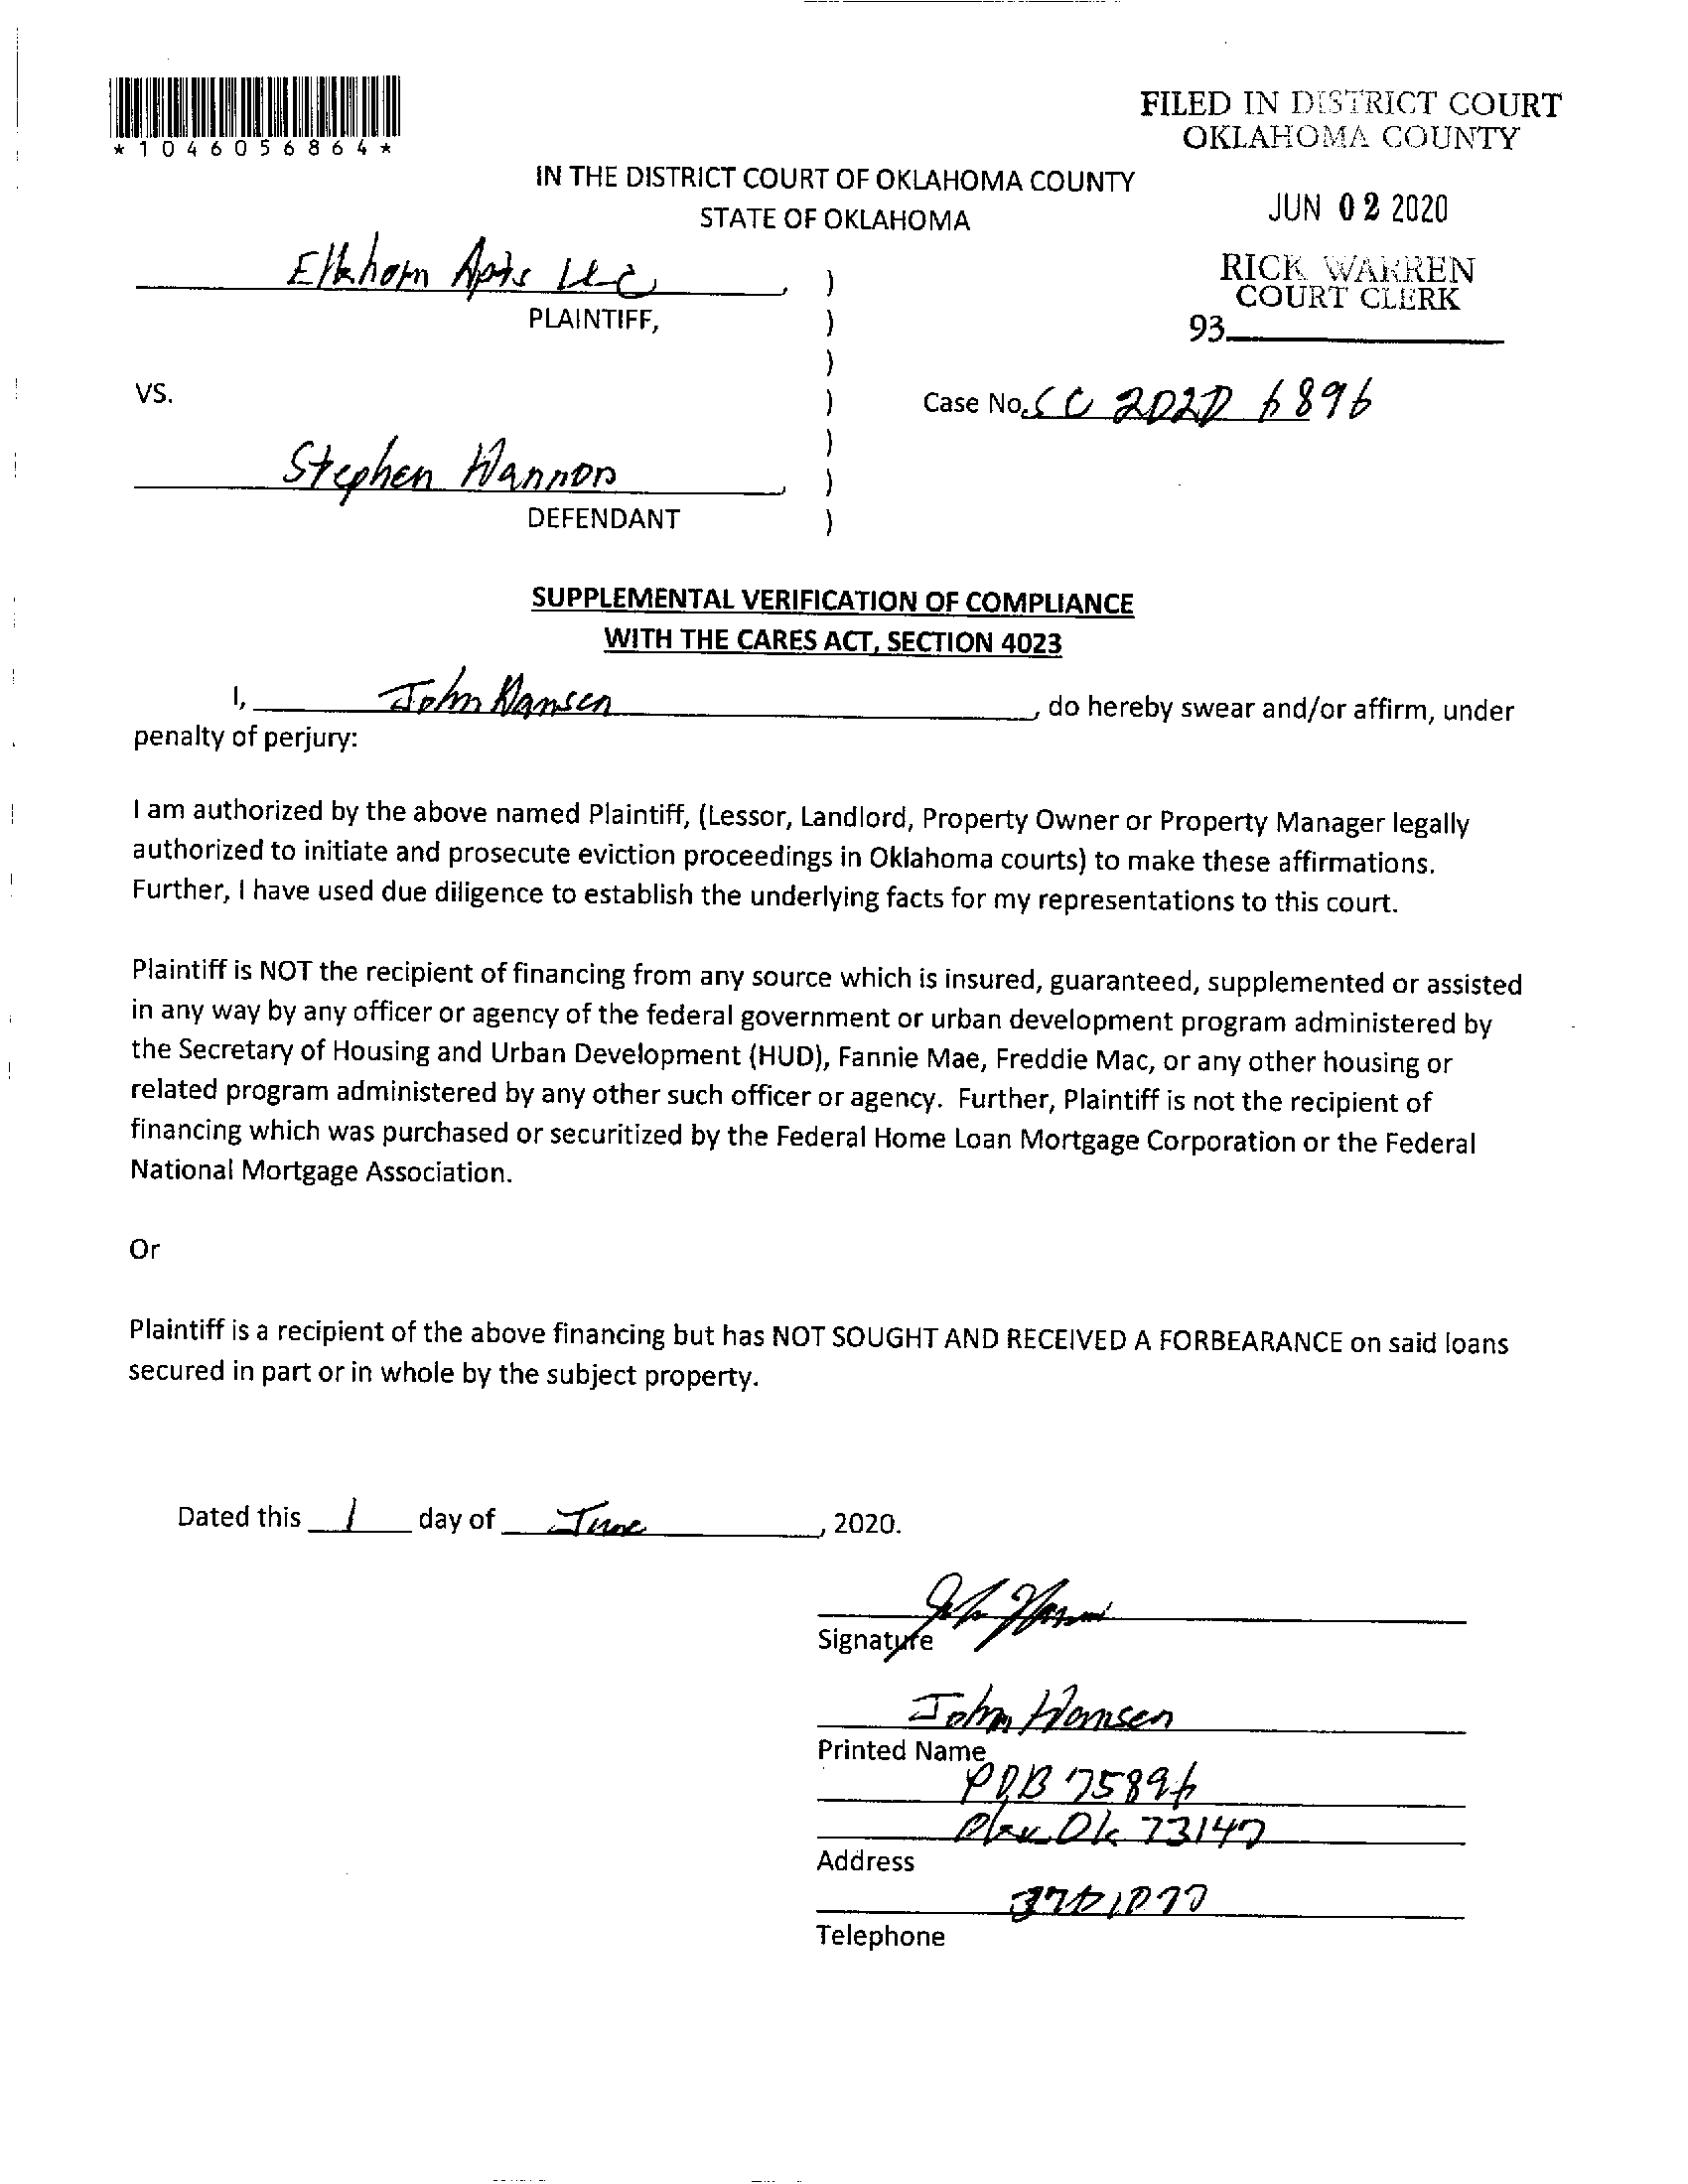 FILED IN DISTRICT COURT
OKLAHOMA COUNTY
*1046056864*
IN THE DISTRICT COURT OF OKLAHOMA COUNTY
STATE OF OKLAHOMA
JUN 02 2020
RICK WARREN
COURT CLERK
93
Elkhorn Apts LLC,
PLAINTIFF,
)
)
)
VS.
)
Case No. SC 2020 6896
)
Stephen Hannon,
)
DEFENDANT
)
SUPPLEMENTAL VERIFICATION OF COMPLIANCE
WITH THE CARES ACT, SECTION 4023
I, John Hansen, do hereby swear and/or affirm, under
penalty of perjury:
I am authorized by the above named Plaintiff, (Lessor, Landlord, Property Owner or Property Manager legally
authorized to initiate and prosecute eviction proceedings in Oklahoma courts) to make these affirmations.
Further, I have used due diligence to establish the underlying facts for my representations to this court.
Plaintiff is NOT the recipient of financing from any source which is insured, guaranteed, supplemented or assisted
in any way by any officer or agency of the federal government or urban development program administered by
the Secretary of Housing and Urban Development (HUD), Fannie Mae, Freddie Mac, or any other housing or
related program administered by any other such officer or agency. Further, Plaintiff is not the recipient of
financing which was purchased or securitized by the Federal Home Loan Mortgage Corporation or the Federal
National Mortgage Association.
Or
Plaintiff is a recipient of the above financing but has NOT SOUGHT AND RECEIVED A FORBEARANCE on said loans
secured in part or in whole by the subject property.
Dated this 1 day of June, 2020.
Signature
John Hansen
Printed Name
POB 75896
Ok 73147
Address
Telephone